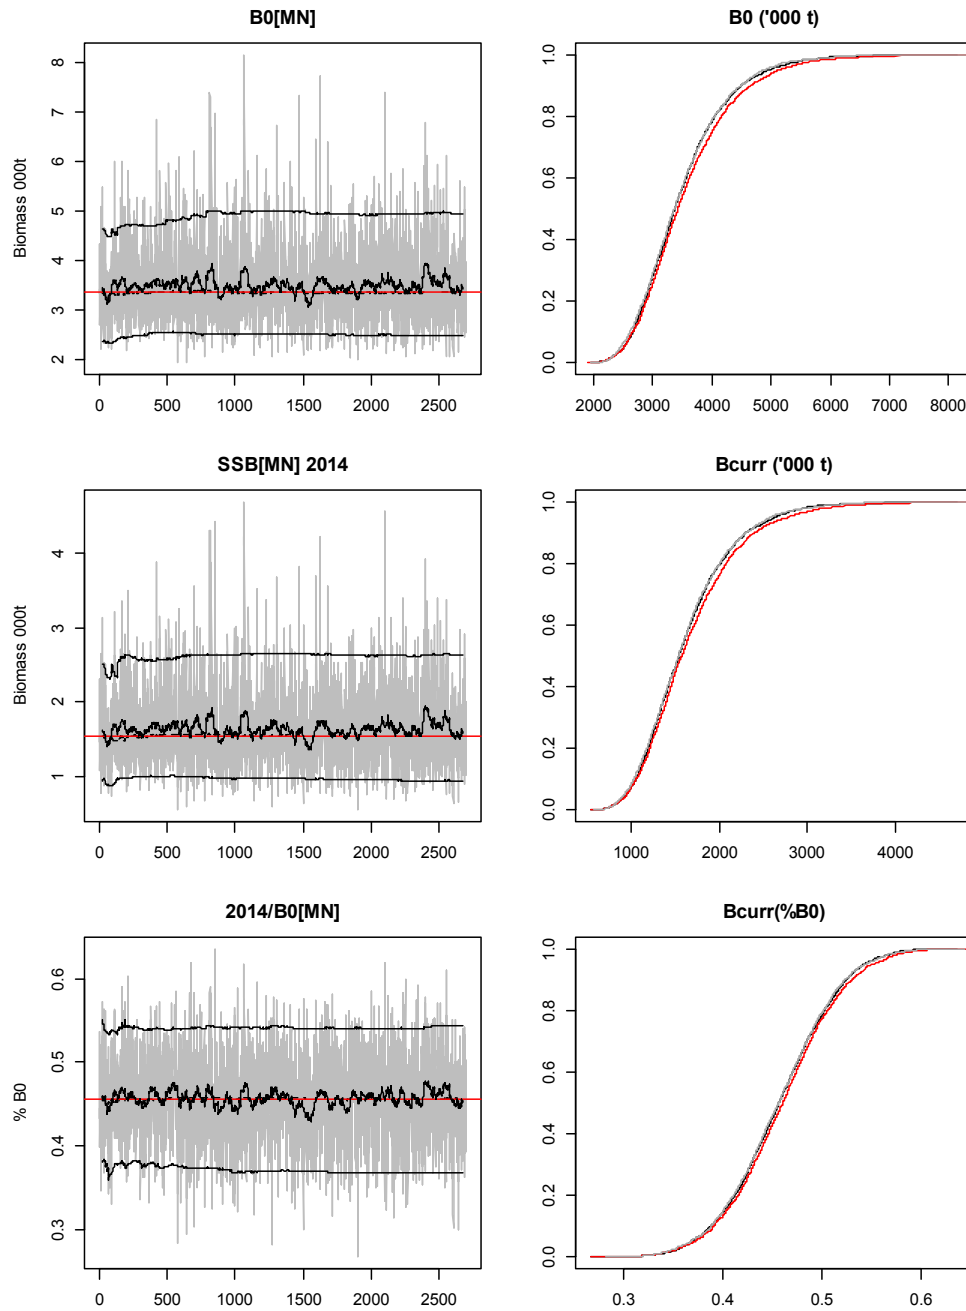 B0[MN]
Biomass 000t
8
7
6
5
4
3
2
0 500 1000 1500 2000 2500
B0 ('000 t)
1.0
0.8
0.6
0.4
0.2
0.0
2000 3000 4000 5000 6000 7000 8000
SSB[MN] 2014
Biomass 000t
4
3
2
1
0 500 1000 1500 2000 2500
Bcurr ('000 t)
1.0
0.8
0.6
0.4
0.2
0.0
1000 2000 3000 4000
2014/B0[MN]
% B0
0.6
0.5
0.4
0.3
0 500 1000 1500 2000 2500
Bcurr(%B0)
1.0
0.8
0.6
0.4
0.2
0.0
0.3 0.4 0.5 0.6